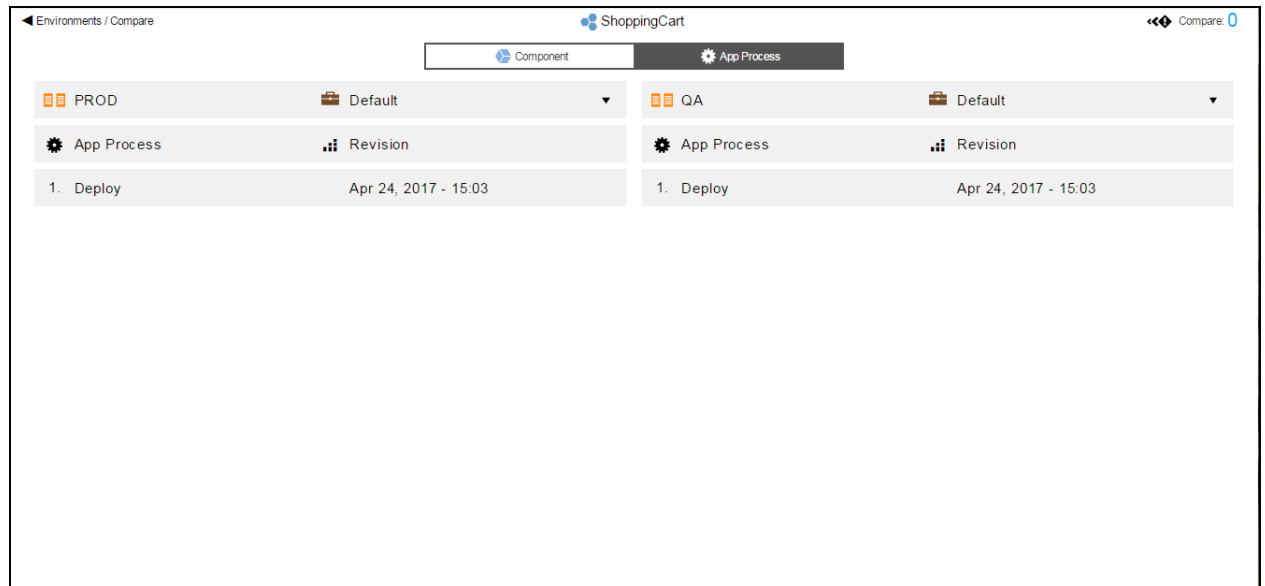 Environments / Compare ShoppingCart Compare: 0
Component App Process
PROD Default QA Default
App Process Revision App Process Revision
1. Deploy Apr 24, 2017 - 15:03 1. Deploy Apr 24, 2017 - 15:03